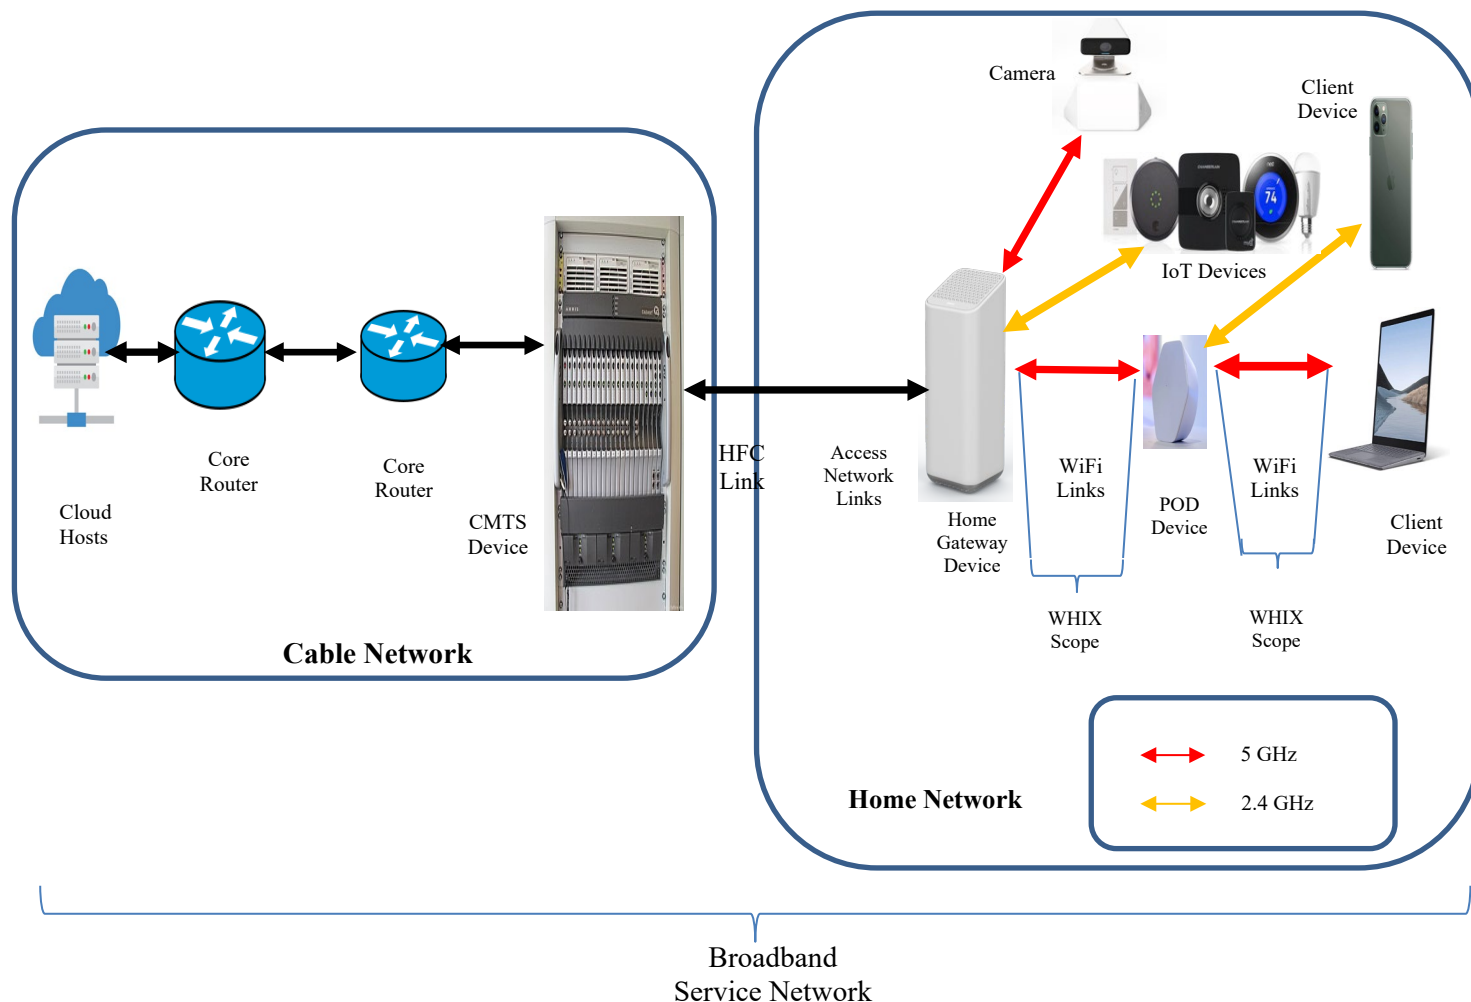 Camera
Client
Device
74
IoT Devices
ARRIS
Cloud
Hosts
Core
Router
Core
Router
CMTS
Device
HFC
Link
Access
Network
Links
Home
Gateway
Device
WiFi
Links
POD
Device
WiFi
Links
Client
Device
WHIX
Scope
WHIX
Scope
Cable Network
5 GHz
2.4 GHz
Home Network
Broadband
Service Network